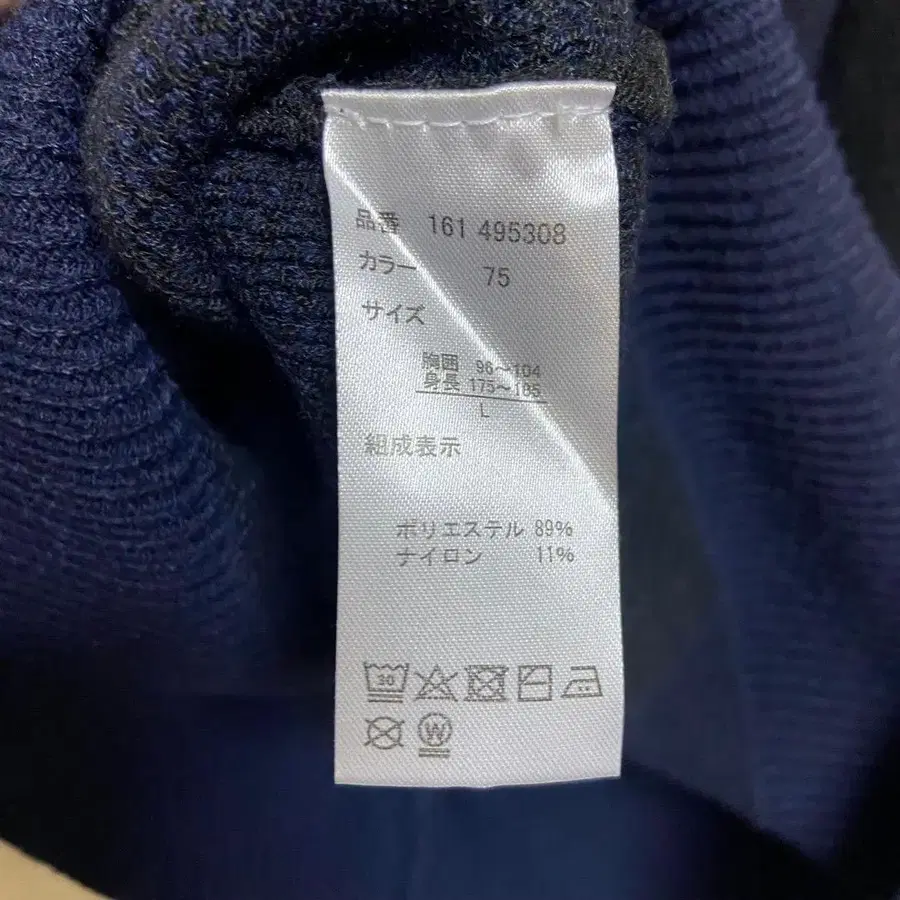 品番 161 495308
カラー 75
サイズ
胸囲 96～104
身長 175～185
L
組成表示
ポリエステル 89%
ナイロン 11%
30
W